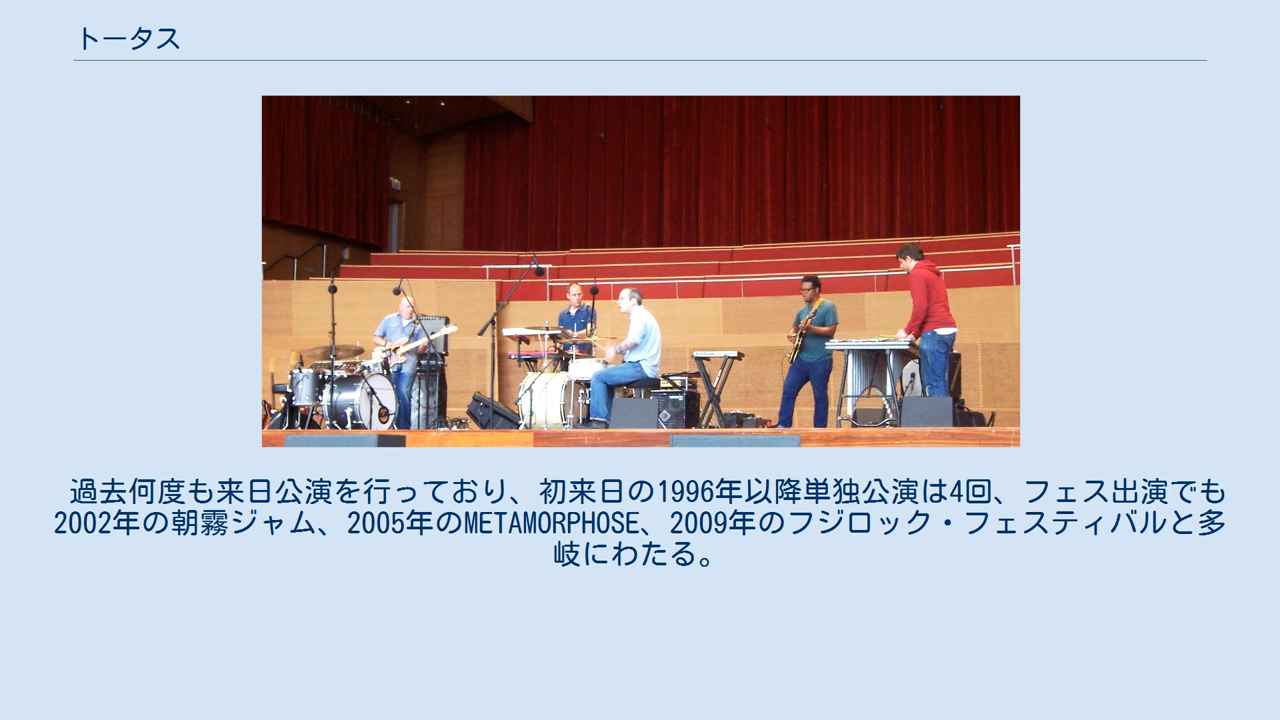 トータス
過去何度も来日公演を行っており、初来日の1996年以降単独公演は4回、フェス出演でも
2002年の朝霧ジャム、2005年のMETAMORPHOSE、2009年のフジロック・フェスティバルと多
岐にわたる。